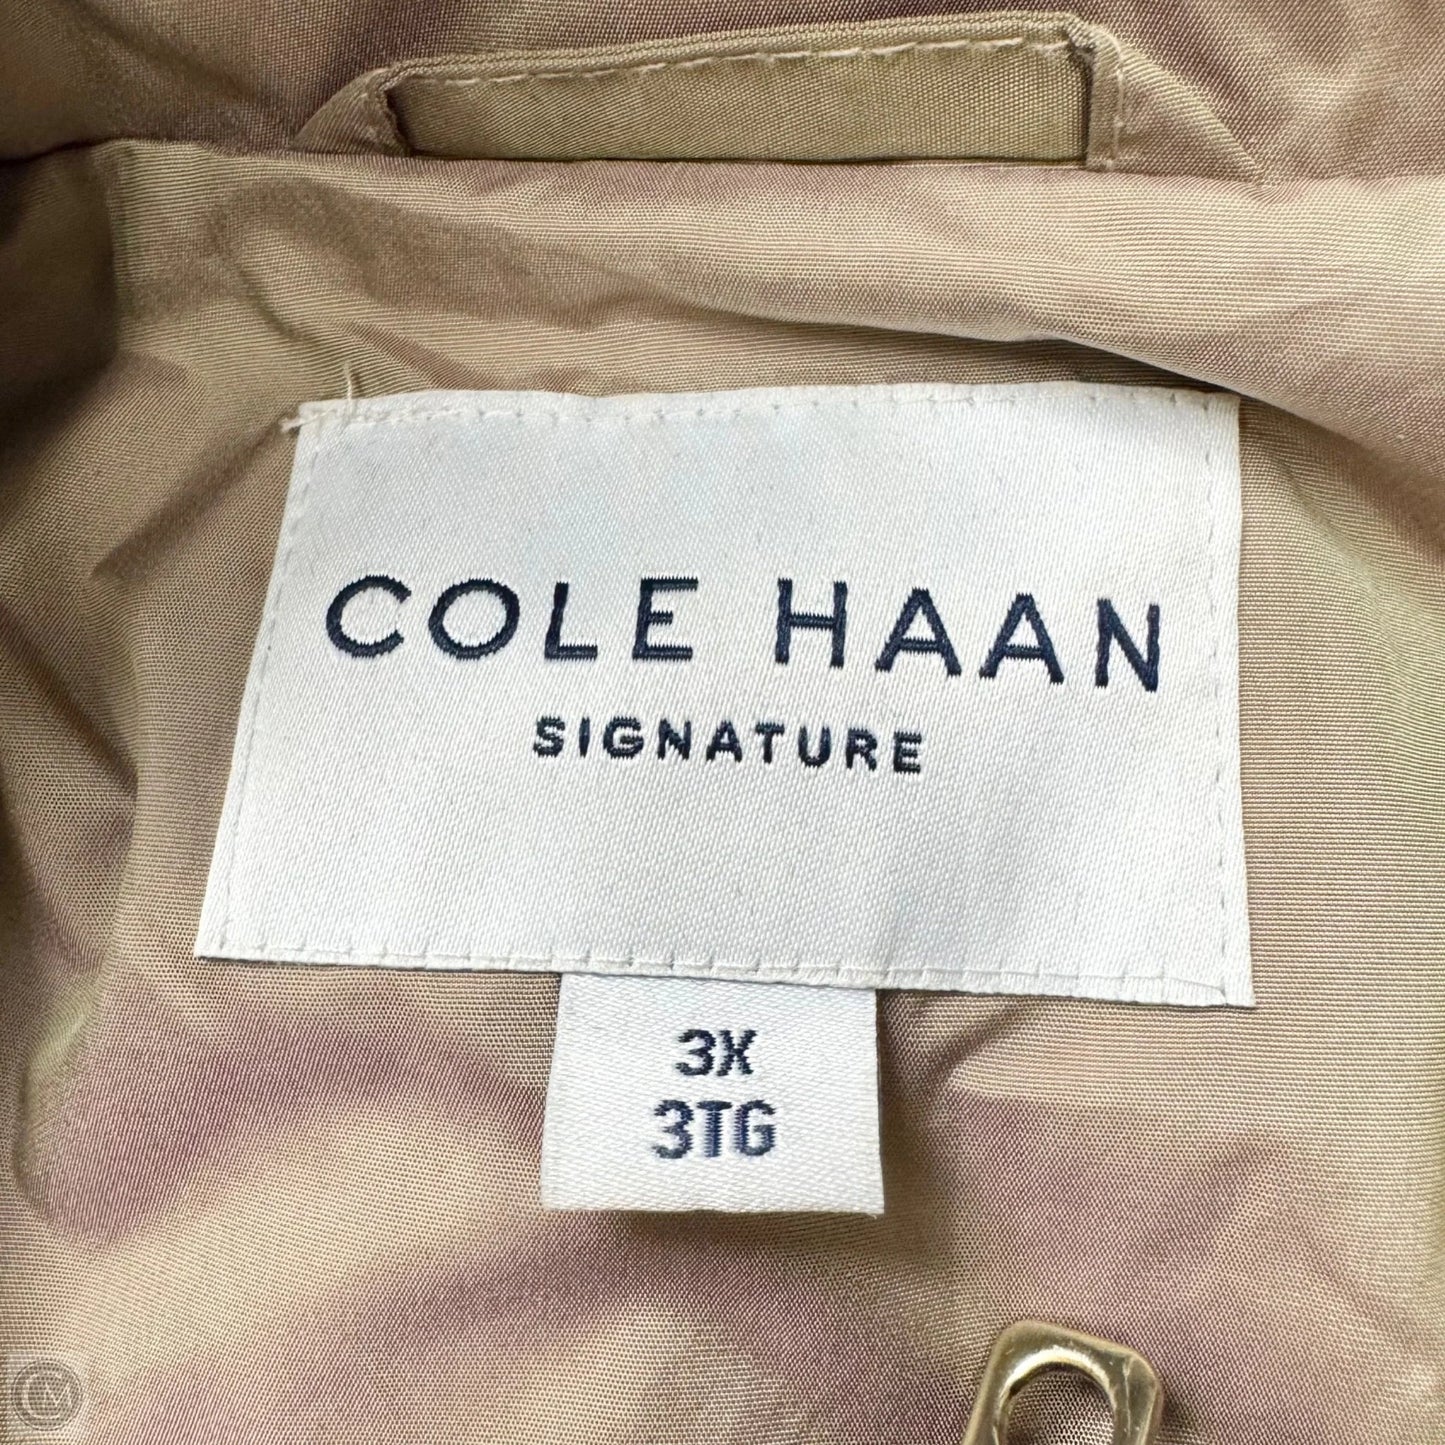 COLE HAAN
SIGNATURE
3X
3TG